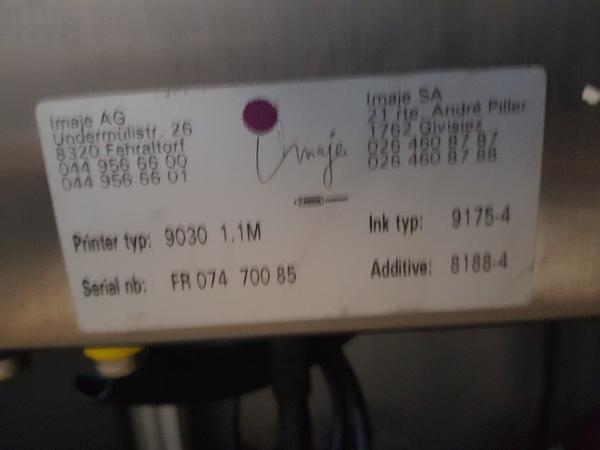 Imaje AG
Undermülistr. 26
8320 Fehraltorf
044 956 66 00
044 956 66 01
Imaje
Imaje SA
21 rte. André Piller
1762 Givisiez
026 460 87 87
026 460 87 88
Printer typ: 9030 1.1M
Ink typ: 9175-4
Serial nb: FR 074 700 85
Additive: 8188-4